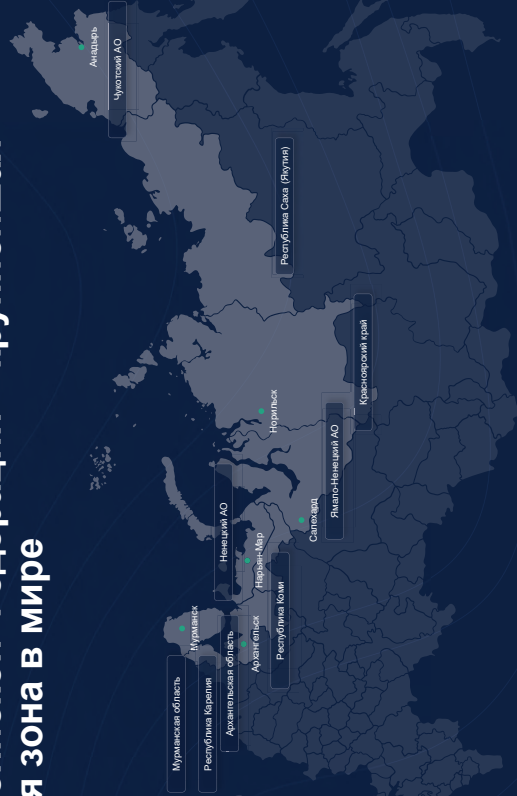 я зона в мире
Анадырь
Чукотский АО
Мурманская область
Мурманск
Республика Карелия
Ненецкий АО
Архангельская область
Нарьян-Мар
Архангельск
Республика Коми
Норильск
Республика Саха (Якутия)
Салехард
Ямало-Ненецкий АО
Красноярский край